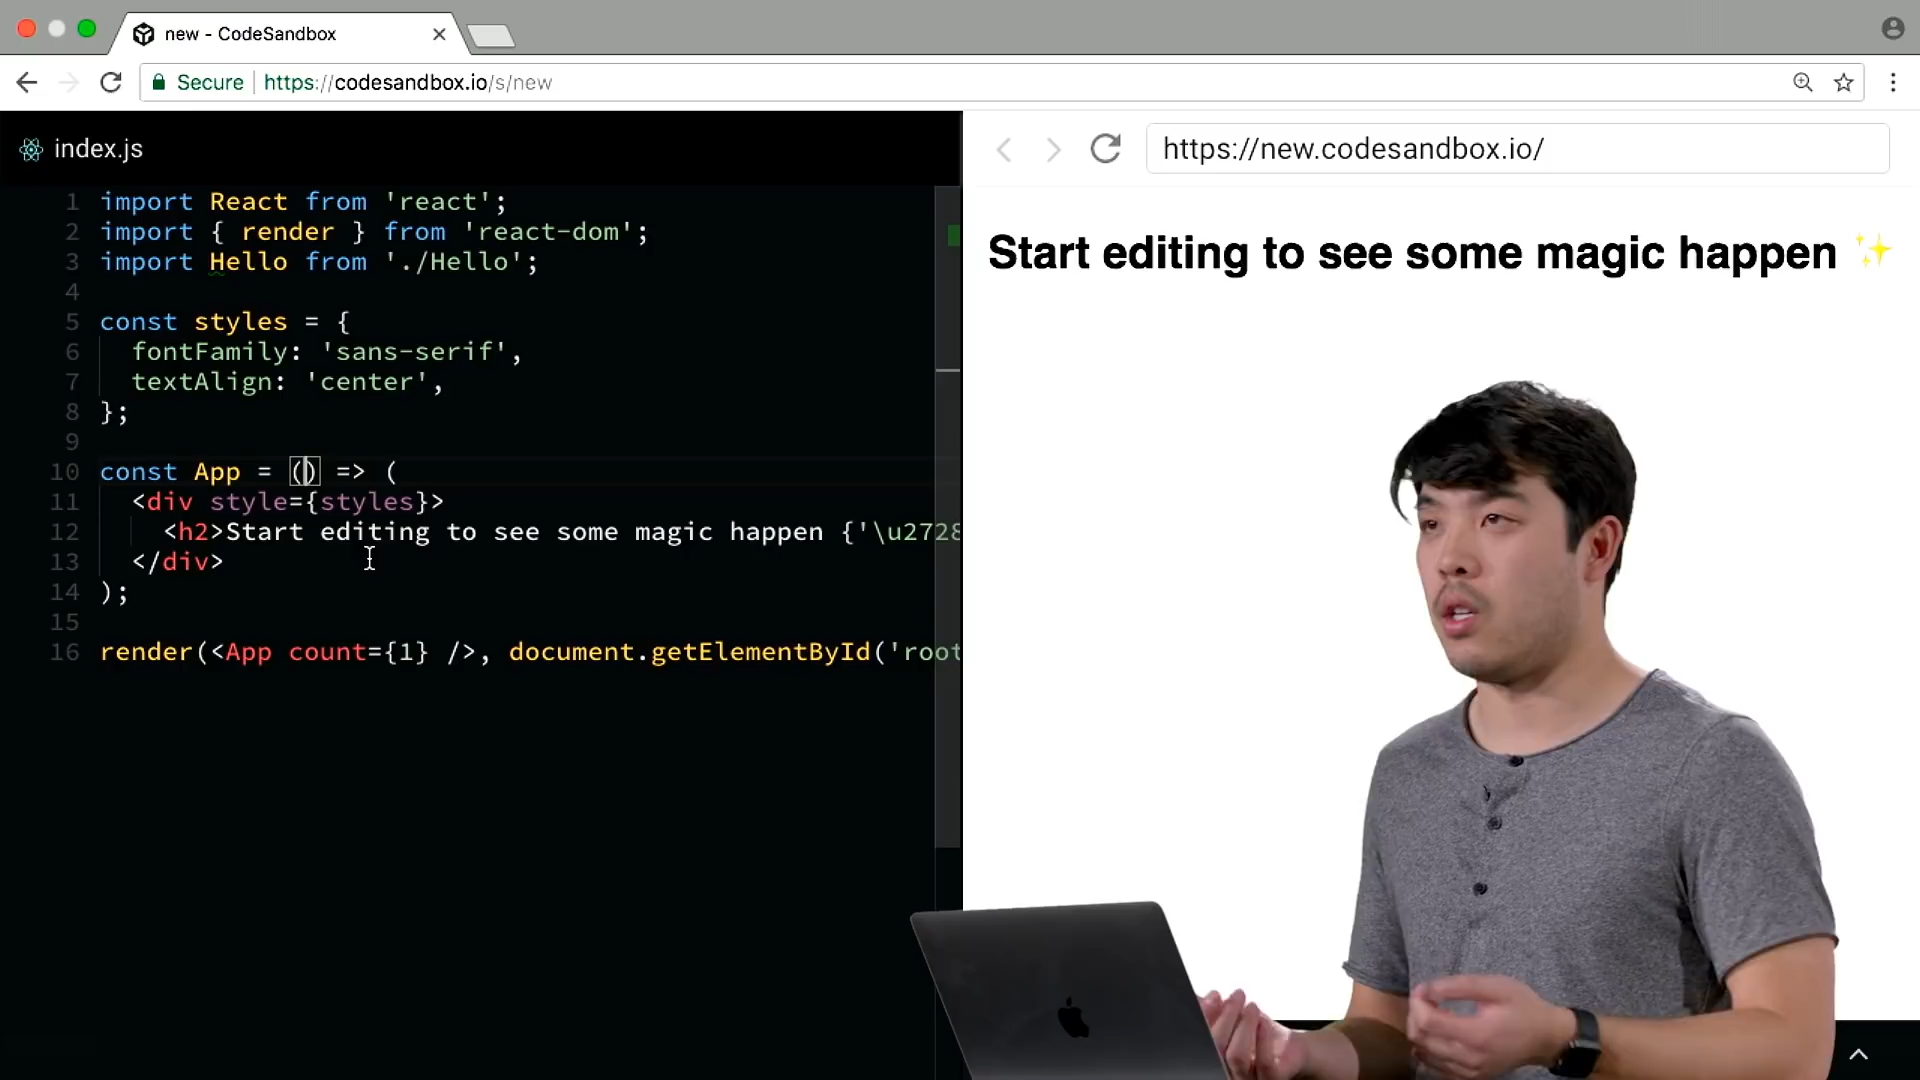 new - CodeSandbox
Secure https://codesandbox.io/s/new
index.js
https://new.codesandbox.io/
1 import React from 'react';
2 import { render } from 'react-dom';
3 import Hello from './Hello';
4
5 const styles = {
6 fontFamily: 'sans-serif',
7 textAlign: 'center',
8 };
9
10 const App = () => (
11 <div style={styles}>
12 <h2>Start editing to see some magic happen {'\u2728
13 </div>
14 );
15
16 render(<App count={1} />, document.getElementById('root
Start editing to see some magic happen ✨